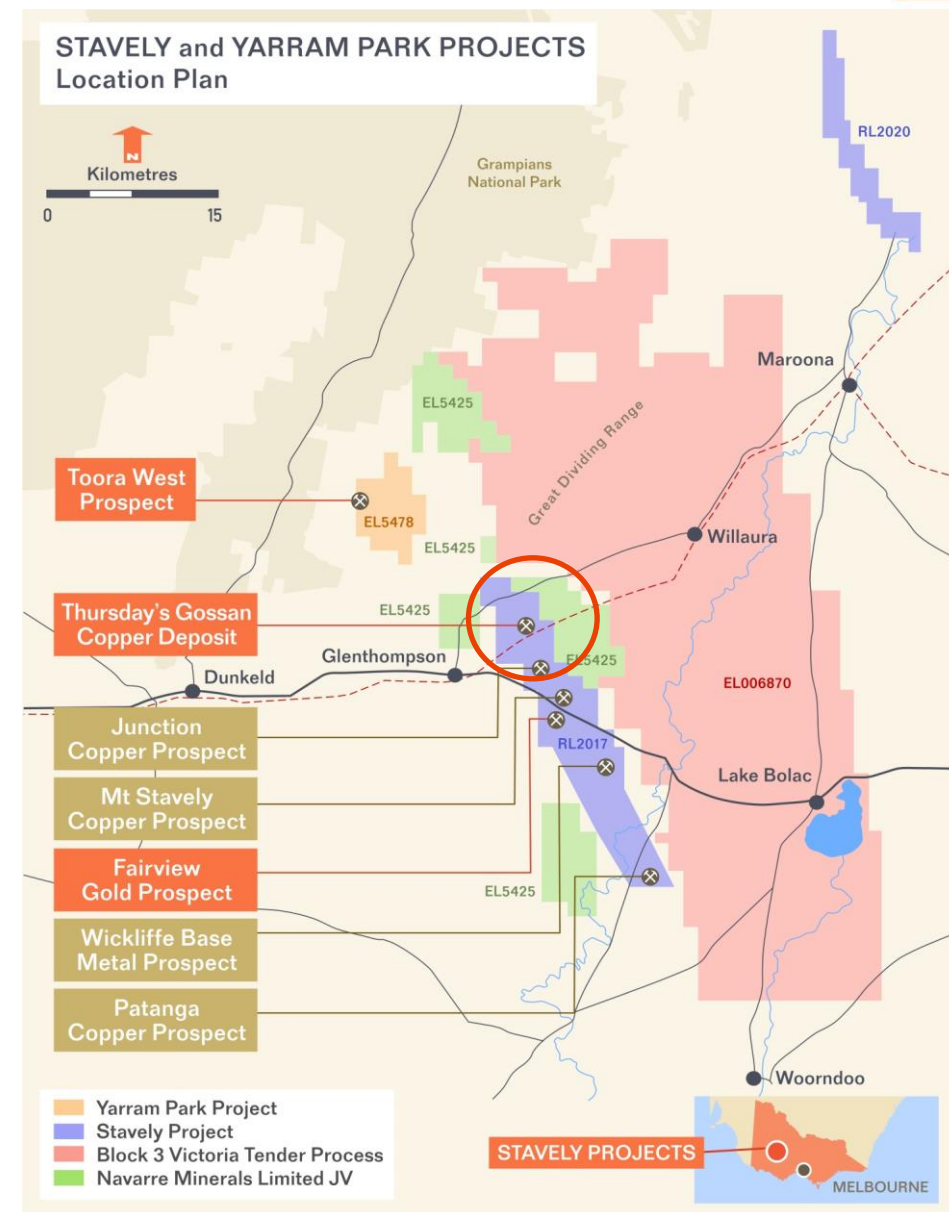 STAVELY and YARRAM PARK PROJECTS
Location Plan
N
Kilometres
0 15
Grampians
National Park
RL2020
Maroona
EL5425
Great Dividing Range
Toora West
Prospect
EL5478
Willaura
EL5425
EL5425
Thursday's Gossan
Copper Deposit
Glenthompson
EL5425
Dunkeld
EL006870
Junction
Copper Prospect
RL2017
Lake Bolac
Mt Stavely
Copper Prospect
Fairview
Gold Prospect
EL5425
Wickliffe Base
Metal Prospect
Patanga
Copper Prospect
Woorndoo
Yarram Park Project
Stavely Project
Block 3 Victoria Tender Process
Navarre Minerals Limited JV
STAVELY PROJECTS
MELBOURNE